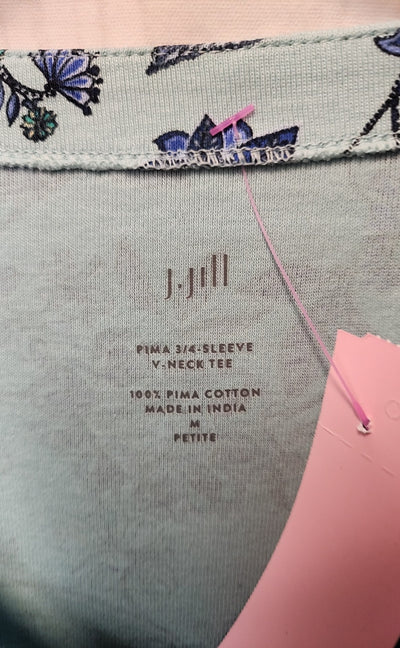 J.Jill
PIMA 3/4-SLEEVE
V-NECK TEE
100% PIMA COTTON
MADE IN INDIA
M
PETITE